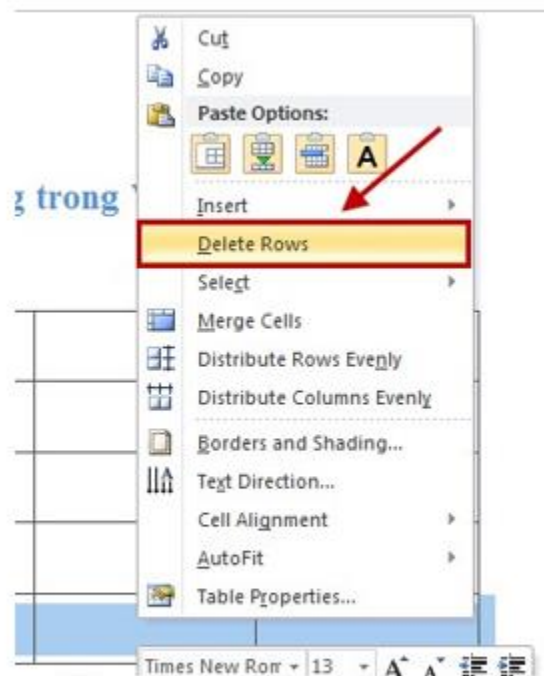 Cut
Copy
Paste Options:
A
g trong
Insert
Delete Rows
Select
Merge Cells
Distribute Rows Evenly
Distribute Columns Evenly
Borders and Shading...
Text Direction...
Cell Alignment
AutoFit
Table Properties...
Times New Ron 13 A A